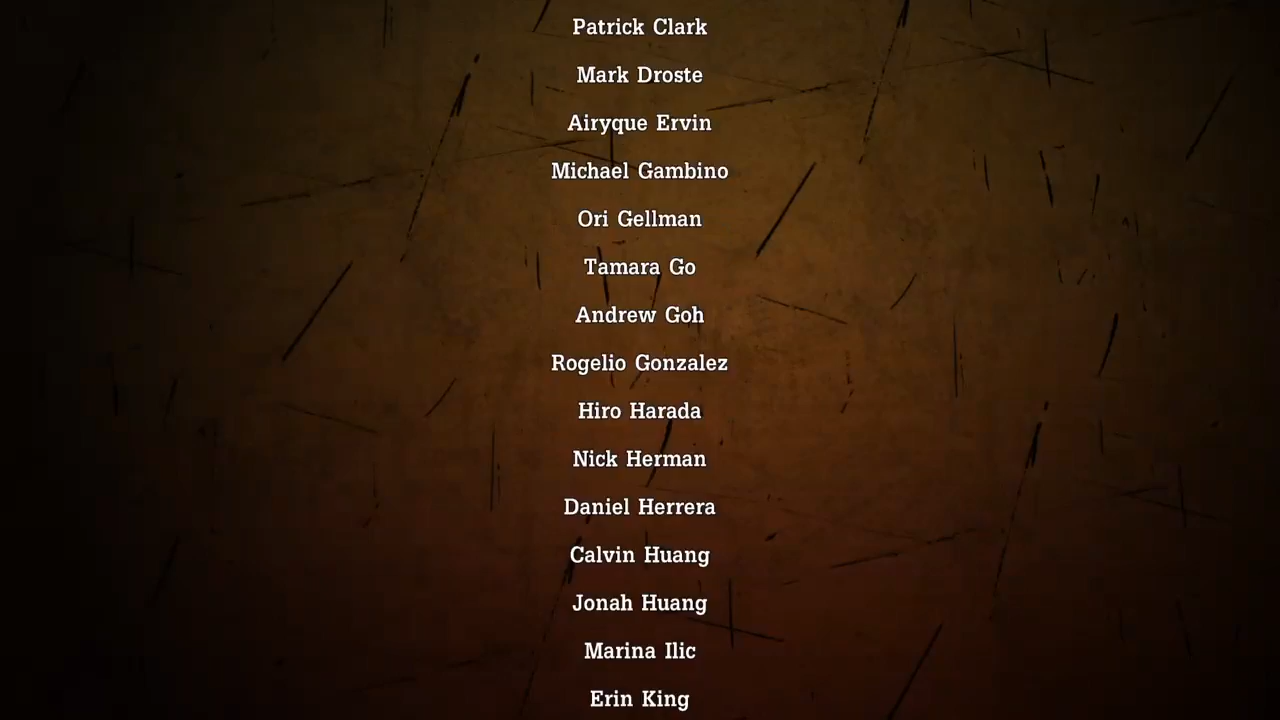 Patrick Clark
Mark Droste
Airyque Ervin
Michael Gambino
Ori Gellman
Tamara Go
Andrew Goh
Rogelio Gonzalez
Hiro Harada
Nick Herman
Daniel Herrera
Calvin Huang
Jonah Huang
Marina Ilic
Erin King